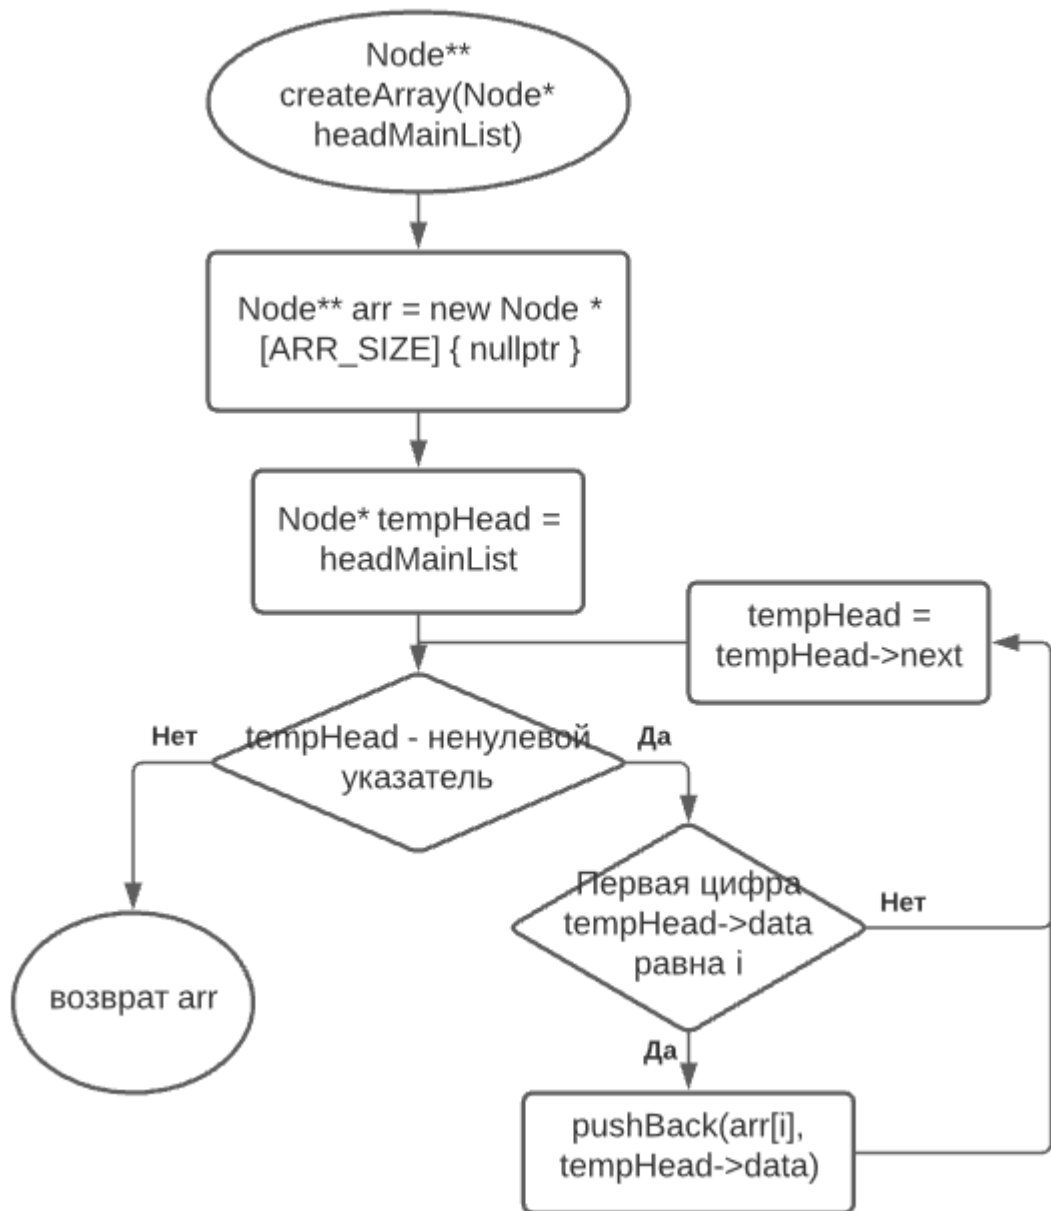 Node**
createArray(Node*
headMainList)
Node** arr = new Node *
[ARR_SIZE] { nullptr }
Node* tempHead =
headMainList
tempHead =
tempHead->next
Нет
tempHead - ненулевой
указатель
Да
Первая цифра
tempHead->data
равна i
Нет
возврат arr
Да
pushBack(arr[i],
tempHead->data)